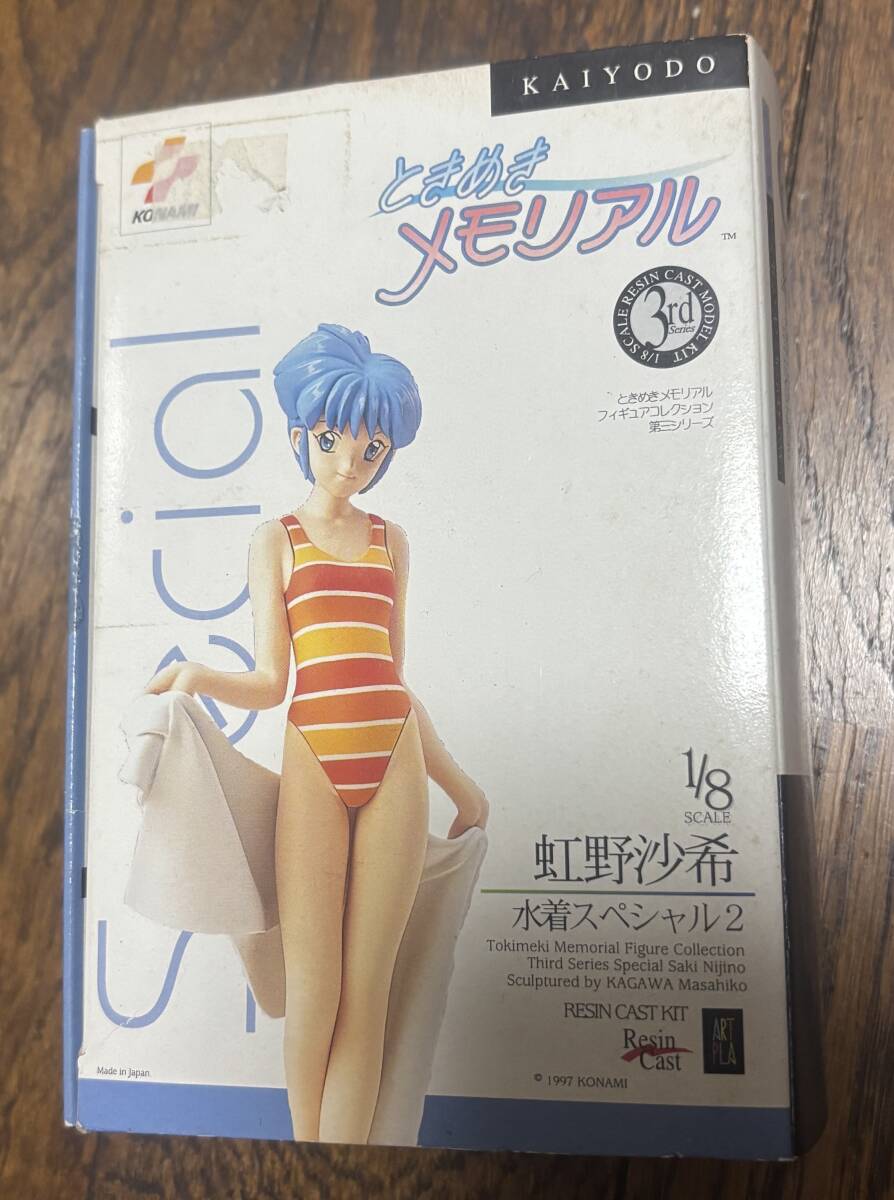 KAIYODO
KONAMI
ときめき
メモリアル™
1/8 SCALE RESIN CAST MODEL KIT
3rd
Series
ときめきメモリアル
フィギュアコレクション
第三シリーズ
Special
1/8
SCALE
虹野沙希
水着スペシャル2
Tokimeki Memorial Figure Collection
Third Series Special Saki Nijino
Sculptured by KAGAWA Masahiko
RESIN CAST KIT
Resin
Cast
ART
PLA
© 1997 KONAMI
Made in Japan.